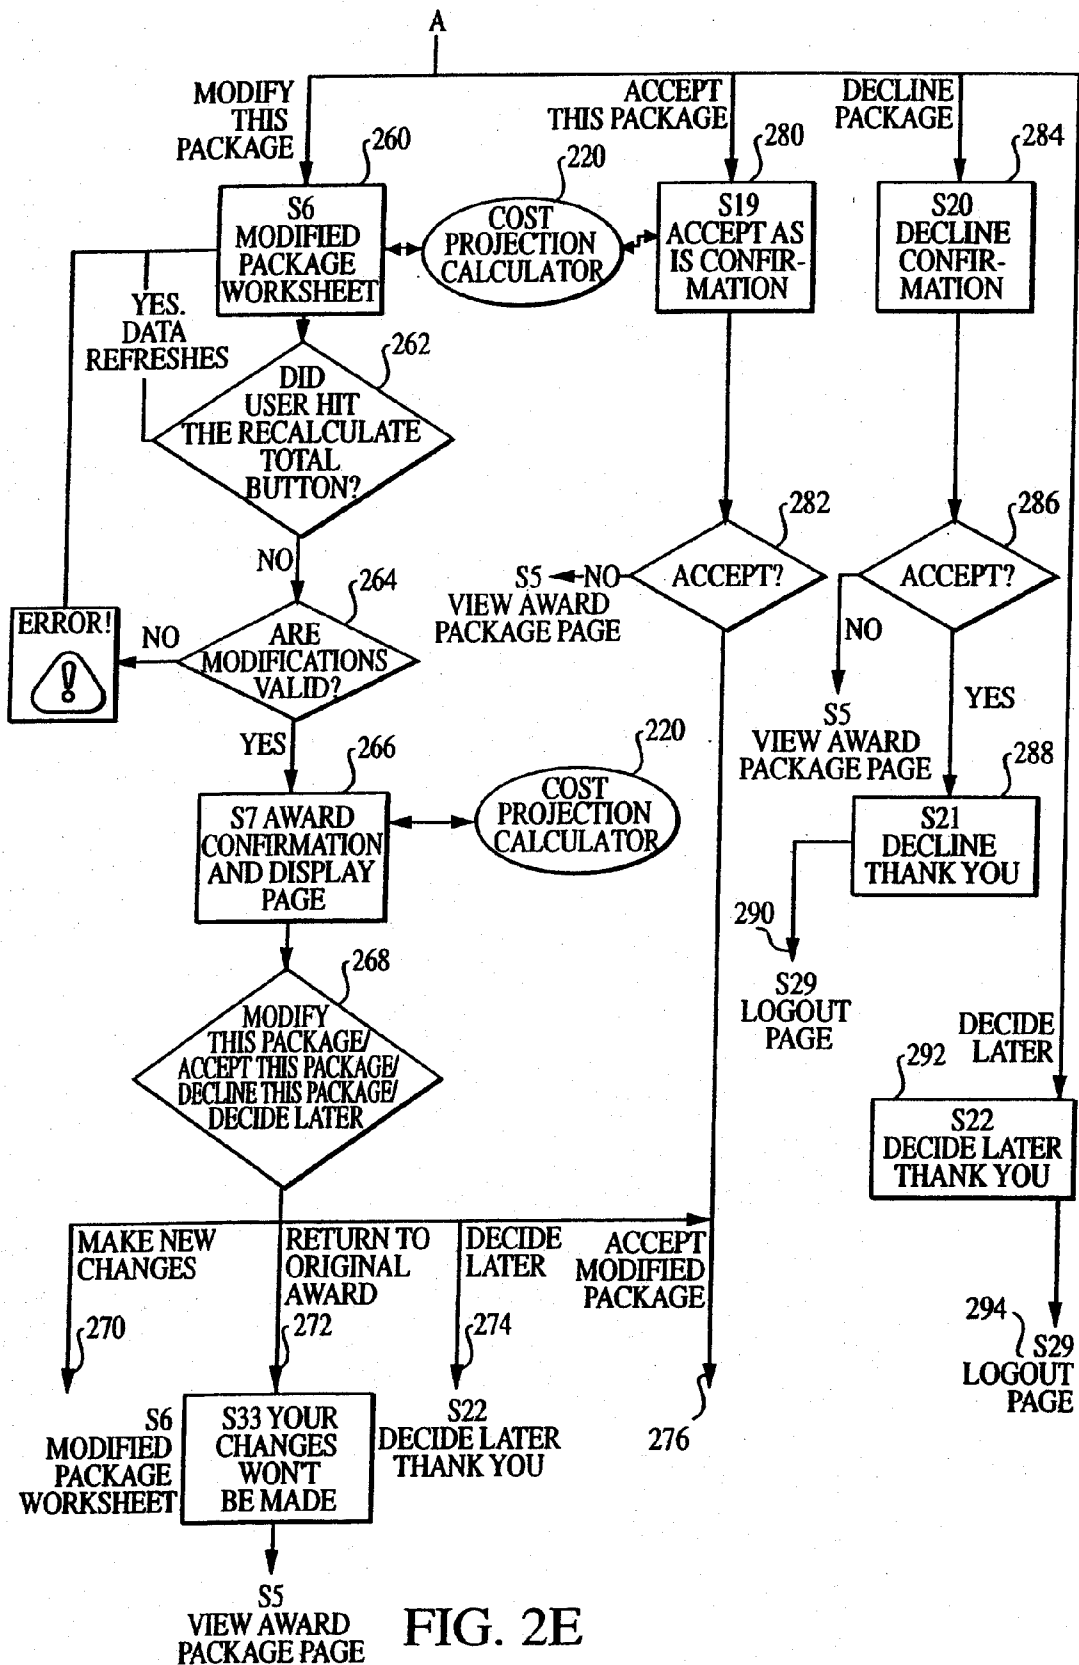 A
MODIFY
THIS
PACKAGE
260
S6
MODIFIED
PACKAGE
WORKSHEET
220
COST
PROJECTION
CALCULATOR
ACCEPT
THIS PACKAGE
280
S19
ACCEPT AS
IS CONFIR-
MATION
DECLINE
PACKAGE
284
S20
DECLINE
CONFIR-
MATION
YES.
DATA
REFRESHES
262
DID
USER HIT
THE RECALCULATE
TOTAL
BUTTON?
NO
264
ARE
MODIFICATIONS
VALID?
NO
ERROR!
!
YES
266
S7 AWARD
CONFIRMATION
AND DISPLAY
PAGE
220
COST
PROJECTION
CALCULATOR
282
ACCEPT?
NO
S5
VIEW AWARD
PACKAGE PAGE
286
ACCEPT?
NO
S5
VIEW AWARD
PACKAGE PAGE
YES
288
S21
DECLINE
THANK YOU
290
S29
LOGOUT
PAGE
268
MODIFY
THIS PACKAGE/
ACCEPT THIS PACKAGE/
DECLINE THIS PACKAGE/
DECIDE LATER
DECIDE
LATER
292
S22
DECIDE LATER
THANK YOU
294
S29
LOGOUT
PAGE
MAKE NEW
CHANGES
270
S6
MODIFIED
PACKAGE
WORKSHEET
RETURN TO
ORIGINAL
AWARD
272
S33 YOUR
CHANGES
WON'T
BE MADE
S5
VIEW AWARD
PACKAGE PAGE
DECIDE
LATER
274
S22
DECIDE LATER
THANK YOU
ACCEPT
MODIFIED
PACKAGE
276
FIG. 2E